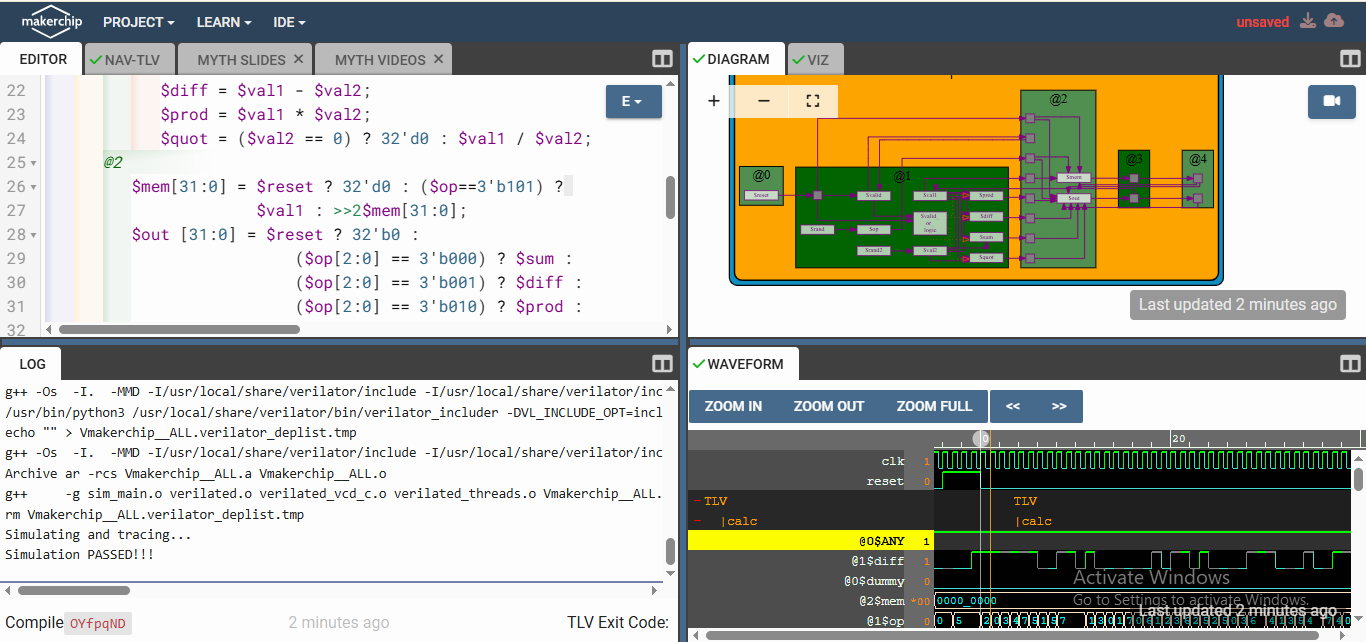 makerchip PROJECT LEARN IDE unsaved
EDITOR NAV-TLV MYTH SLIDES MYTH VIDEOS
22 $diff = $val1 - $val2;
23 $prod = $val1 * $val2;
24 $quot = ($val2 == 0) ? 32'd0 : $val1 / $val2;
25 @2
26 $mem[31:0] = $reset ? 32'd0 : ($op==3'b101) ?
27 $val1 : >>2$mem[31:0];
28 $out [31:0] = $reset ? 32'b0 :
29 ($op[2:0] == 3'b000) ? $sum :
30 ($op[2:0] == 3'b001) ? $diff :
31 ($op[2:0] == 3'b010) ? $prod :
32
E
DIAGRAM VIZ
@2
@0
@1
@3
@4
$reset
$valid
$val1
$prod
$mem
$out
$rand
$op
$valid
or
logic
$diff
$sum
$rand2
$val2
$quot
Last updated 2 minutes ago
LOG
g++ -Os -I. -MMD -I/usr/local/share/verilator/include -I/usr/local/share/verilator/inc
/usr/bin/python3 /usr/local/share/verilator/bin/verilator_includer -DVL_INCLUDE_OPT=incl
echo "" > Vmakerchip__ALL.verilator_deplist.tmp
g++ -Os -I. -MMD -I/usr/local/share/verilator/include -I/usr/local/share/verilator/inc
Archive ar -rcs Vmakerchip__ALL.a Vmakerchip__ALL.o
g++ -g sim_main.o verilated.o verilated_vcd_c.o verilated_threads.o Vmakerchip__ALL.
rm Vmakerchip__ALL.verilator_deplist.tmp
Simulating and tracing...
Simulation PASSED!!!
Compile OYfpqND 2 minutes ago TLV Exit Code:
WAVEFORM
ZOOM IN ZOOM OUT ZOOM FULL << >>
0 20
clk 1
reset 0
TLV TLV
|calc |calc
@0$ANY 1
@1$diff 1
@0$dummy 0
@2$mem *00 0000_0000
@1$op 0 0 5
Activate Windows
Go to Settings to activate Windows.
Last updated 2 minutes ago